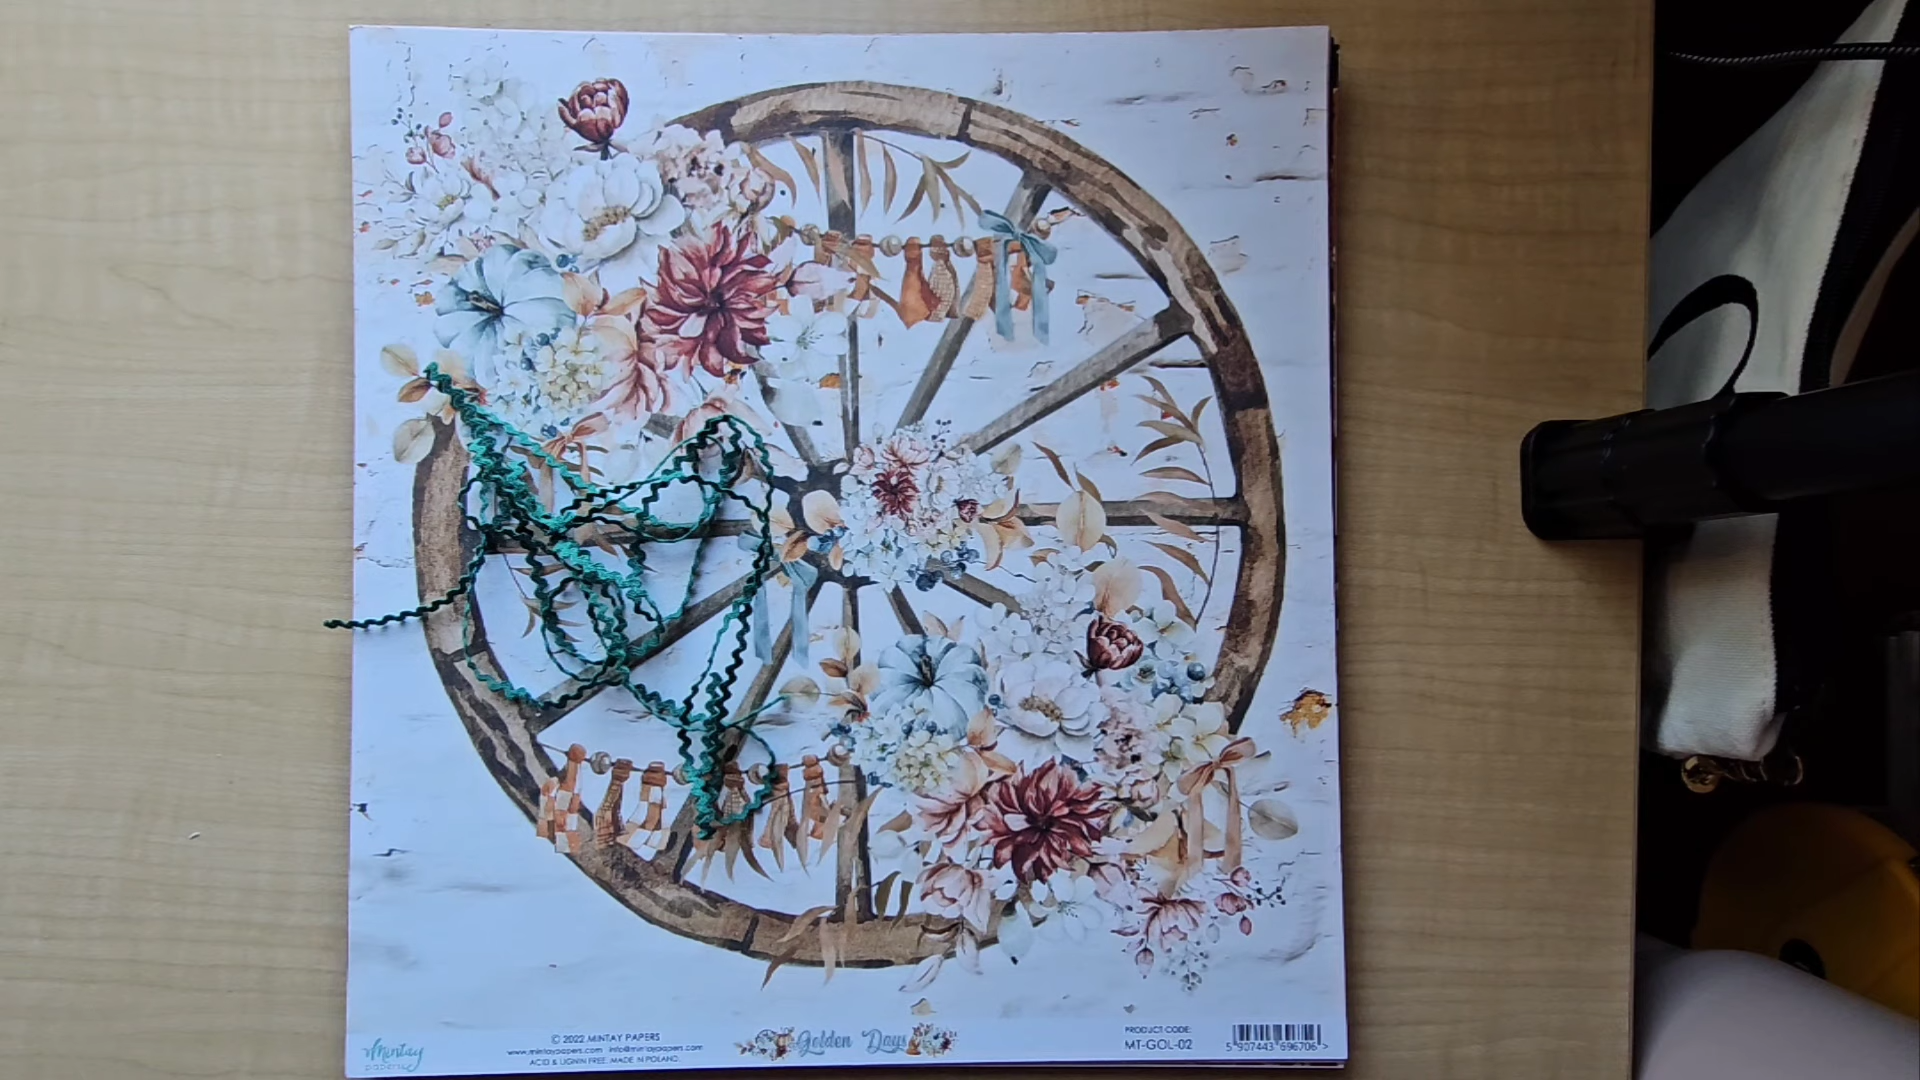 Mintay
papers
© 2022 MINTAY PAPERS
www.mintaypapers.com info@mintaypapers.com
ACID & LIGNIN FREE. MADE IN POLAND.
Golden Days
PRODUCT CODE:
MT-GOL-02
5 907443 696706 >